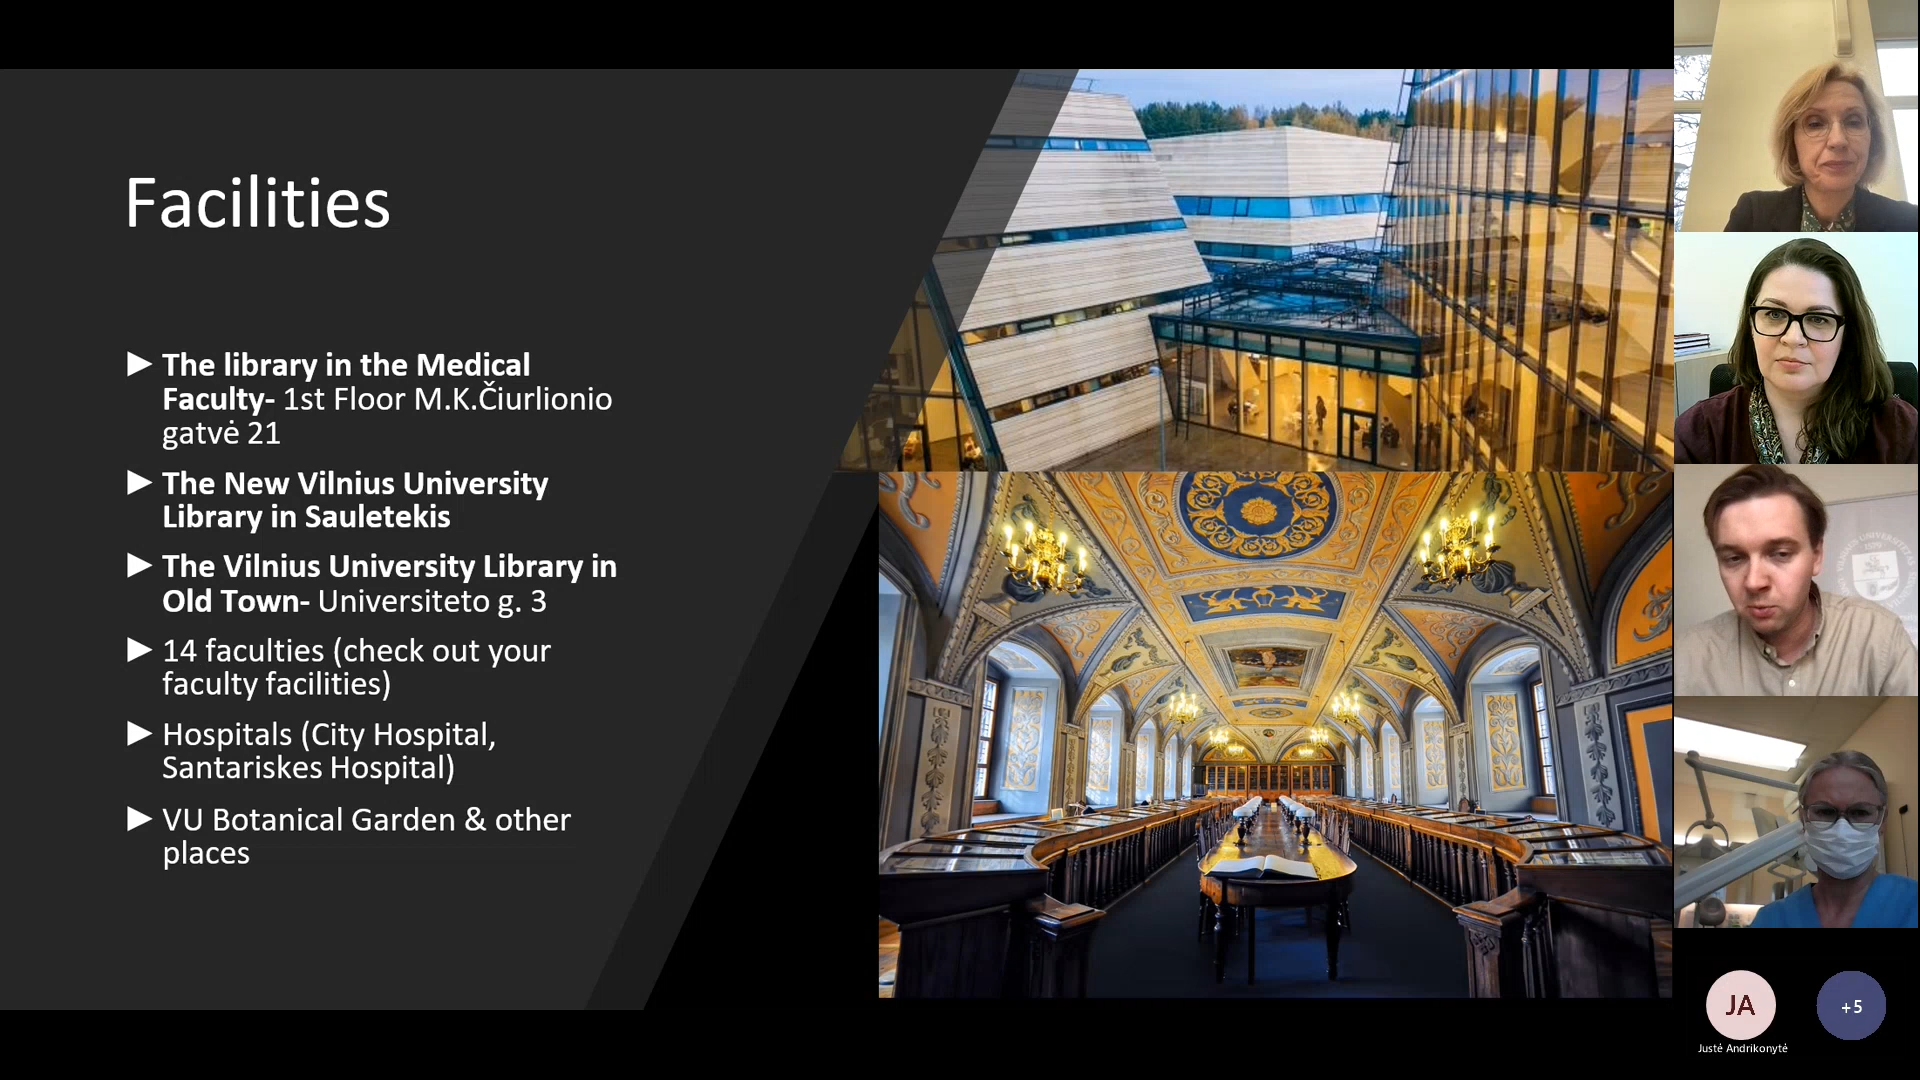 Facilities
The library in the Medical
Faculty- 1st Floor M.K.Čiurlionio
gatvė 21
The New Vilnius University
Library in Sauletekis
The Vilnius University Library in
Old Town- Universiteto g. 3
14 faculties (check out your
faculty facilities)
Hospitals (City Hospital,
Santariskes Hospital)
VU Botanical Garden & other
places
JA
+5
Justė Andrikonytė